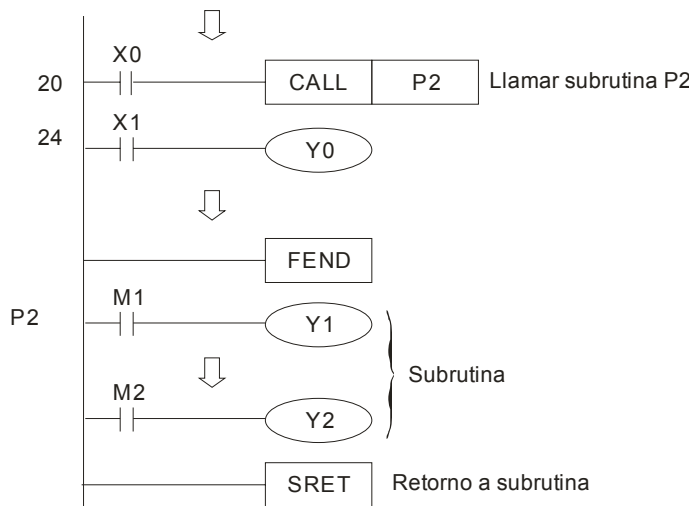 X0
20 CALL P2 Llamar subrutina P2
X1
24 Y0
FEND
M1
P2 Y1
Subrutina
M2
Y2
SRET Retorno a subrutina